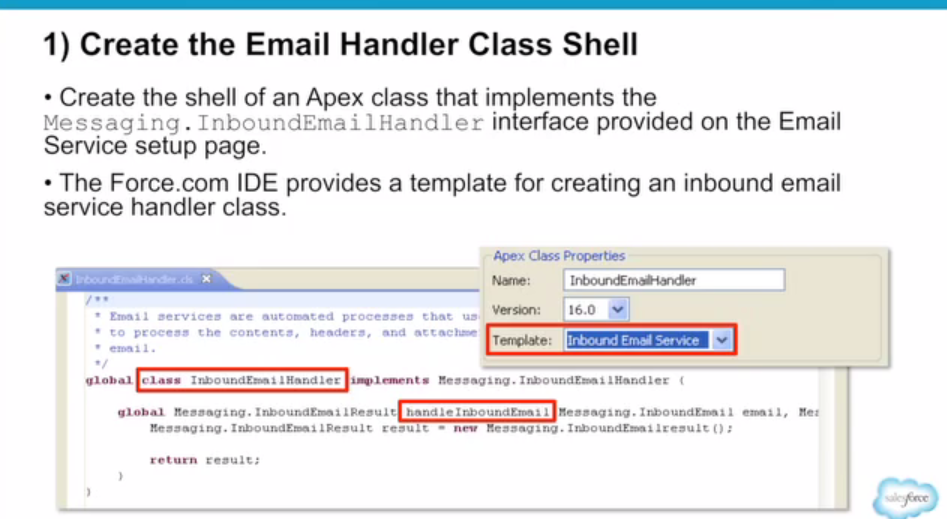 1) Create the Email Handler Class Shell
• Create the shell of an Apex class that implements the
Messaging.InboundEmailHandler interface provided on the Email
Service setup page.
• The Force.com IDE provides a template for creating an inbound email
service handler class.
Apex Class Properties
Name: InboundEmailHandler
Version: 16.0
Template: Inbound Email Service
InboundEmailHandler.cls
/**
* Email services are automated processes that use
* to process the contents, headers, and attachme
* email.
*/
global class InboundEmailHandler implements Messaging.InboundEmailHandler {
global Messaging.InboundEmailResult handleInboundEmail Messaging.InboundEmail email, Mes
Messaging.InboundEmailResult result = new Messaging.InboundEmailresult();
return result;
}
}
salesforce